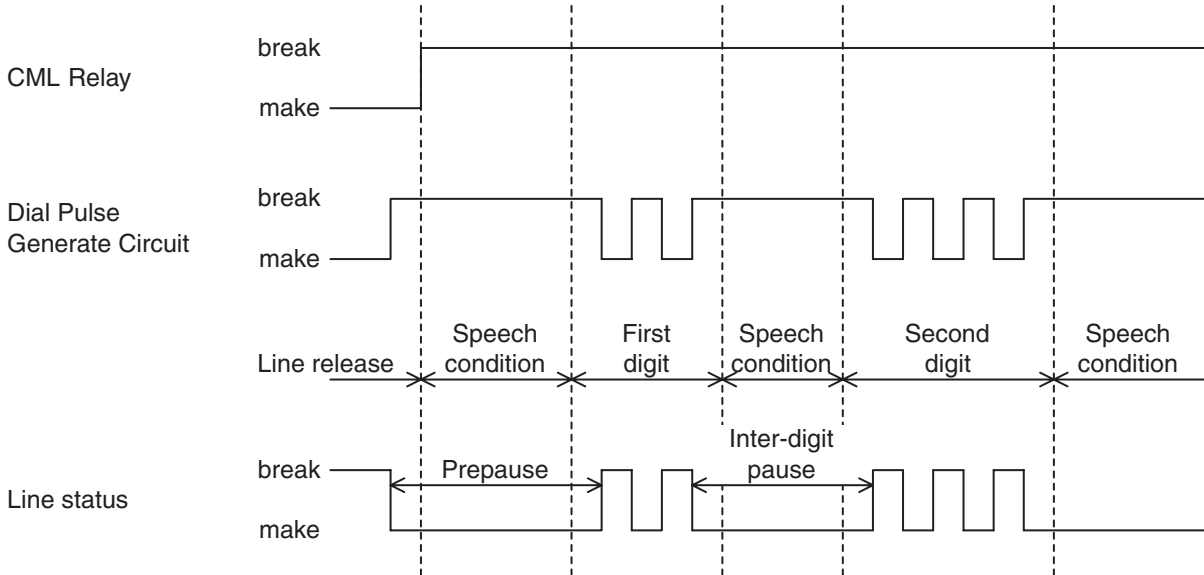 break
CML Relay
make
break
Dial Pulse
Generate Circuit
make
Line release
Speech
condition
First
digit
Speech
condition
Second
digit
Speech
condition
Inter-digit
pause
break
Prepause
Line status
make